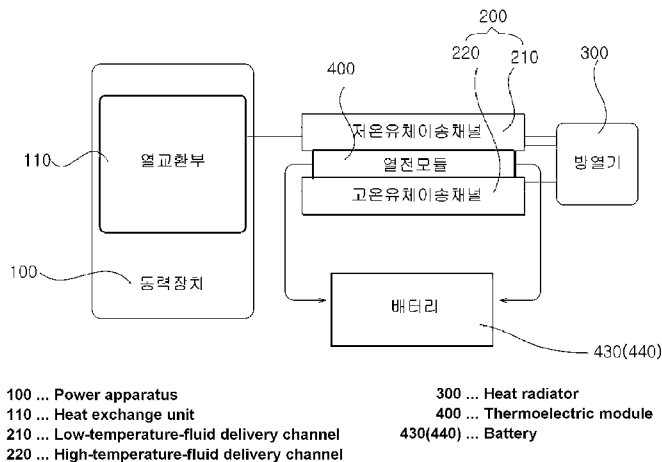 200
220
210
300
400
저온유체이송채널
110
열교환부
열전모듈
방열기
고온유체이송채널
100
동력장치
배터리
430(440)
100 ... Power apparatus
110 ... Heat exchange unit
210 ... Low-temperature-fluid delivery channel
220 ... High-temperature-fluid delivery channel
300 ... Heat radiator
400 ... Thermoelectric module
430(440) ... Battery